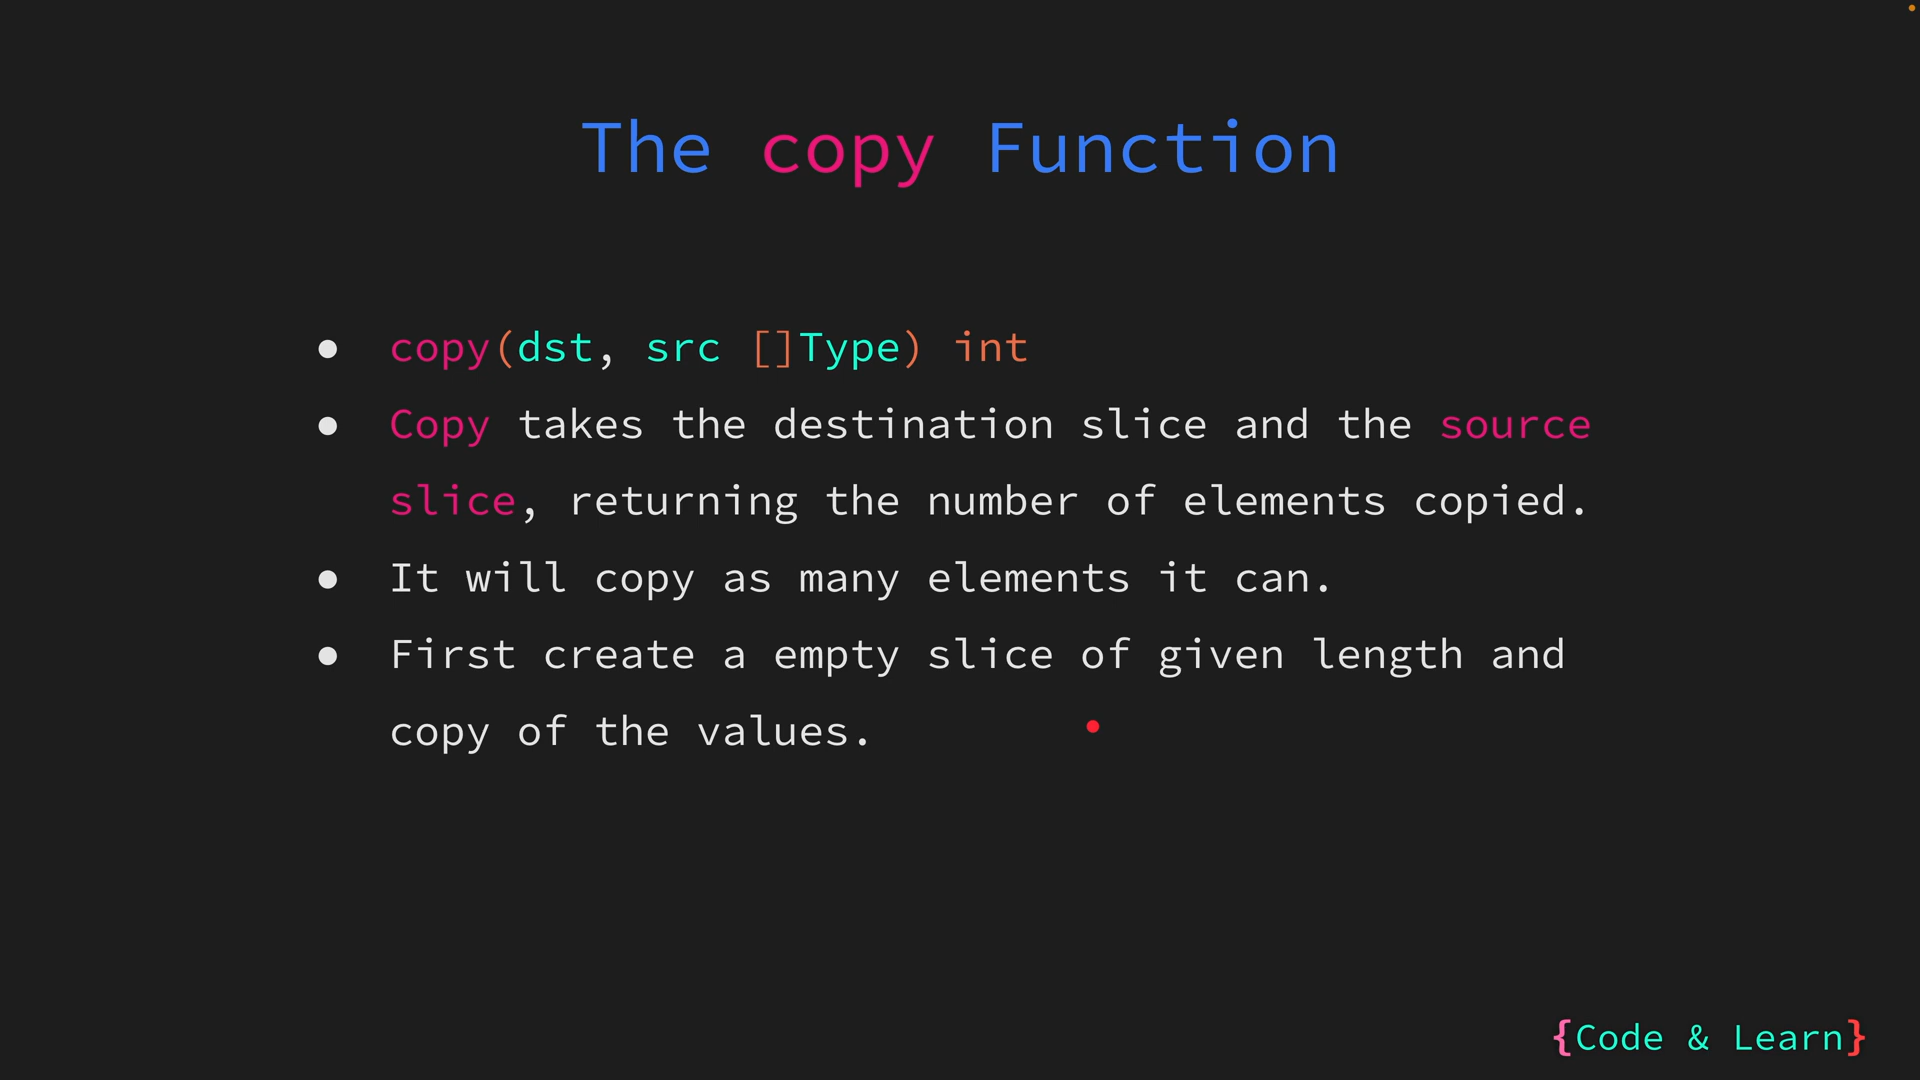 The copy Function
● copy(dst, src []Type) int
● Copy takes the destination slice and the source
slice, returning the number of elements copied.
● It will copy as many elements it can.
● First create a empty slice of given length and
copy of the values.
{Code & Learn}